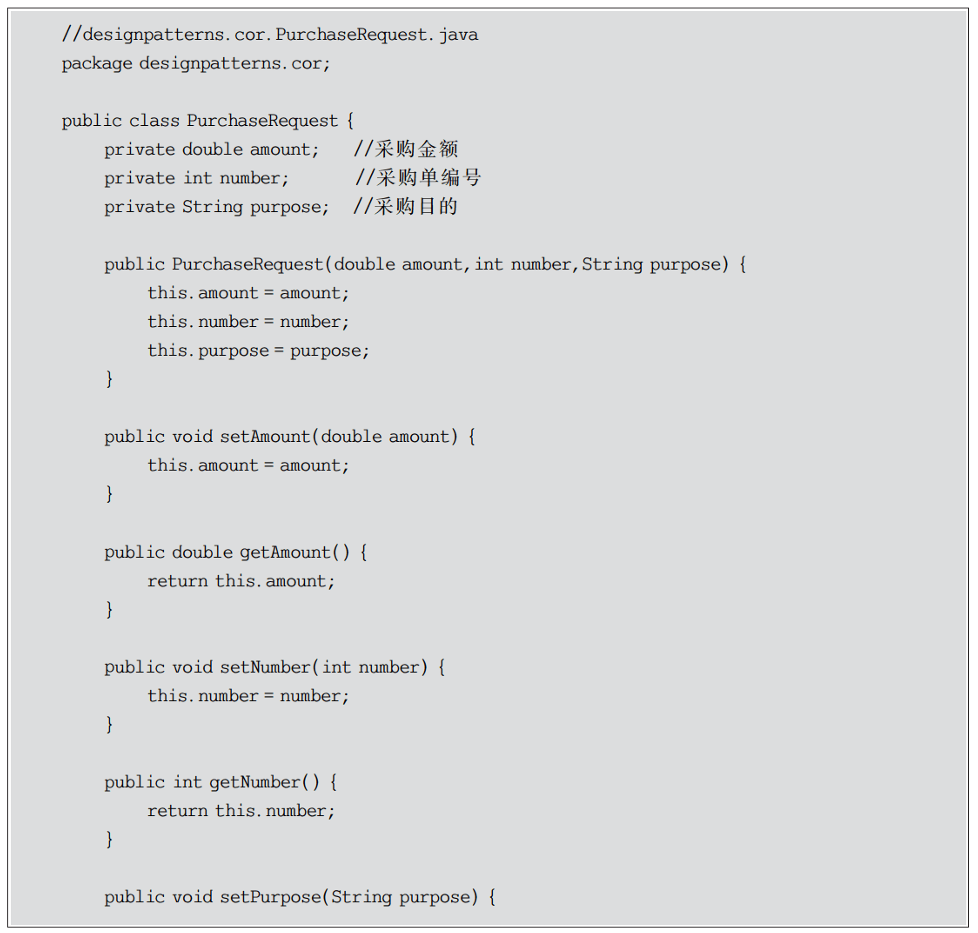 //designpatterns.cor.PurchaseRequest.java
package designpatterns.cor;
public class PurchaseRequest {
private double amount; //采购金额
private int number; //采购单编号
private String purpose; //采购目的
public PurchaseRequest(double amount,int number,String purpose) {
this.amount = amount;
this.number = number;
this.purpose = purpose;
}
public void setAmount(double amount) {
this.amount = amount;
}
public double getAmount() {
return this.amount;
}
public void setNumber(int number) {
this.number = number;
}
public int getNumber() {
return this.number;
}
public void setPurpose(String purpose) {